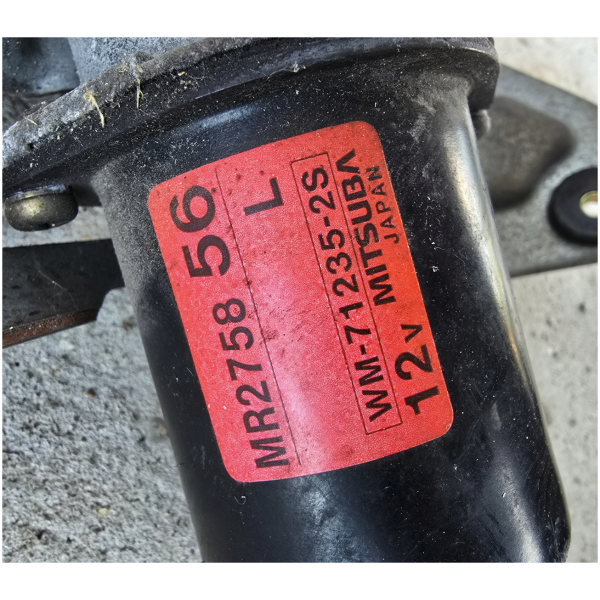 MR2758 56
L
WM-71235-2S
12V MITSUBA
JAPAN